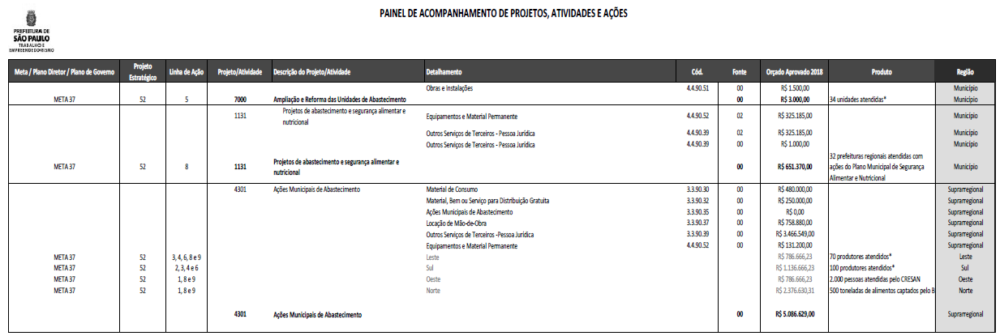 PAINEL DE ACOMPANHAMENTO DE PROJETOS, ATIVIDADES E AÇÕES
PREFEITURA DE
SÃO PAULO
TRABALHO E
EMPREENDEDORISMO
Meta / Plano Diretor / Plano de Governo Projeto Estratégico Linha de Ação Projeto/Atividade Descrição do Projeto/Atividade Detalhamento Cód. Fonte Orçado Aprovado 2018 Produto Região
Obras e Instalações 4.4.90.51 00 R$ 1.500,00 Município
META 37 52 5 7000 Ampliação e Reforma das Unidades de Abastecimento 00 R$ 3.000,00 34 unidades atendidas* Município
1131 Projetos de abastecimento e segurança alimentar e nutricional Equipamentos e Material Permanente 4.4.90.52 02 R$ 325.185,00 Município
Outros Serviços de Terceiros - Pessoa Jurídica 4.4.90.39 02 R$ 325.185,00 Município
Outros Serviços de Terceiros - Pessoa Jurídica 4.4.90.39 00 R$ 1.000,00 Município
META 37 52 8 1131 Projetos de abastecimento e segurança alimentar e nutricional 00 R$ 651.370,00 32 prefeituras regionais atendidas com ações do Plano Municipal de Segurança Alimentar e Nutricional Município
4301 Ações Municipais de Abastecimento Material de Consumo 3.3.90.30 00 R$ 480.000,00 Suprarregional
Material, Bem ou Serviço para Distribuição Gratuita 3.3.90.32 00 R$ 250.000,00 Suprarregional
Ações Municipais de Abastecimento 3.3.90.35 00 R$ 0,00 Suprarregional
Locação de Mão-de-Obra 3.3.90.37 00 R$ 758.880,00 Suprarregional
Outros Serviços de Terceiros -Pessoa Jurídica 3.3.90.39 00 R$ 3.466.549,00 Suprarregional
Equipamentos e Material Permanente 4.4.90.52 00 R$ 131.200,00 Suprarregional
META 37 52 3, 4, 6, 8 e 9 Leste R$ 786.666,23 70 produtores atendidos* Leste
META 37 52 2, 3, 4 e 6 Sul R$ 1.136.666,23 100 produtores atendidos* Sul
META 37 52 1, 8 e 9 Oeste R$ 786.666,23 2.000 pessoas atendidas pelo CRESAN Oeste
META 37 52 1, 8 e 9 Norte R$ 2.376.630,31 500 toneladas de alimentos captados pelo B Norte
4301 Ações Municipais de Abastecimento 00 R$ 5.086.629,00 Suprarregional